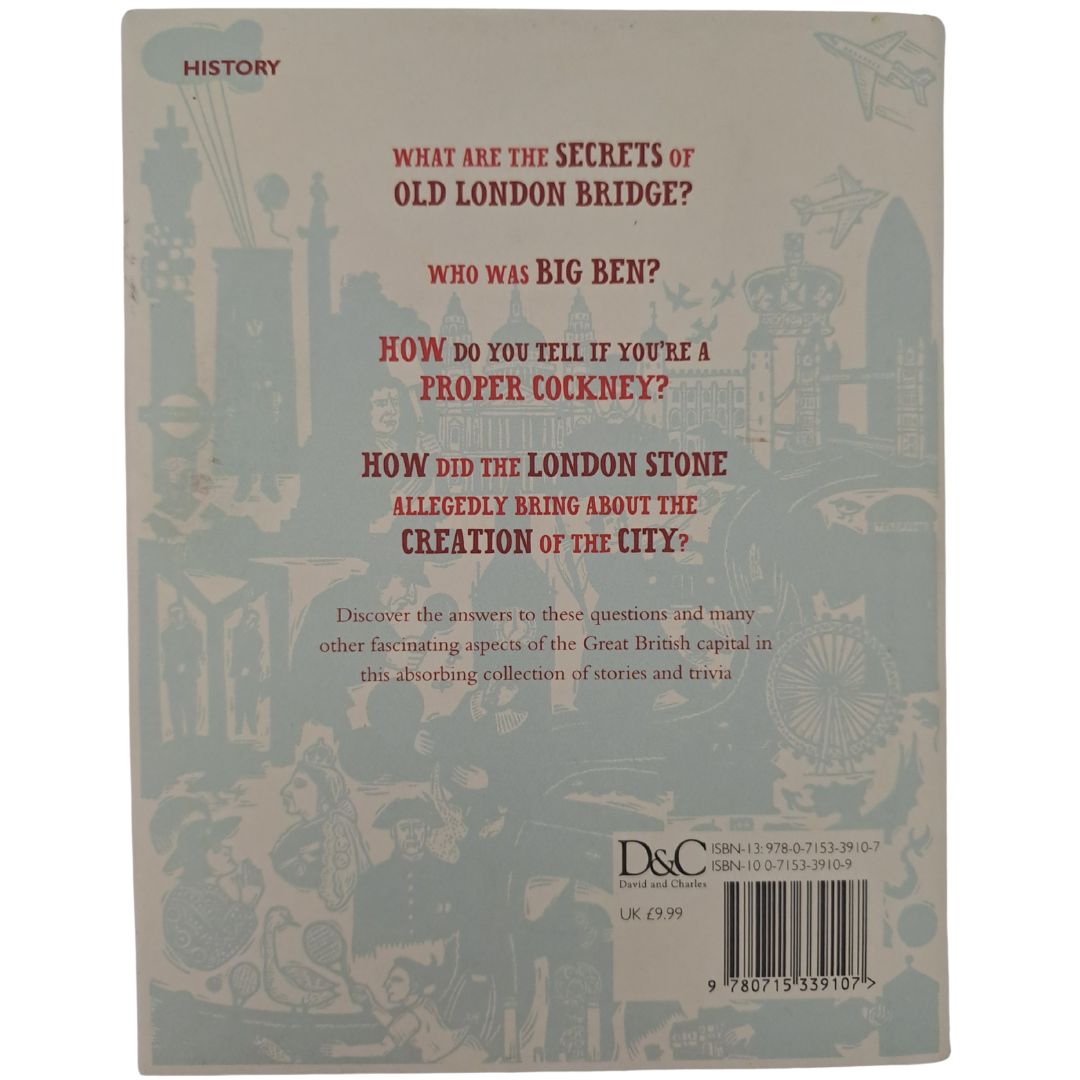 HISTORY
WHAT ARE THE SECRETS OF
OLD LONDON BRIDGE?
WHO WAS BIG BEN?
HOW DO YOU TELL IF YOU'RE A
PROPER COCKNEY?
HOW DID THE LONDON STONE
ALLEGEDLY BRING ABOUT THE
CREATION OF THE CITY?
Discover the answers to these questions and many
other fascinating aspects of the Great British capital in
this absorbing collection of stories and trivia
D&C
David and Charles
ISBN-13: 978-0-7153-3910-7
ISBN-10 0-7153-3910-9
UK £9.99
9 780715 339107 >